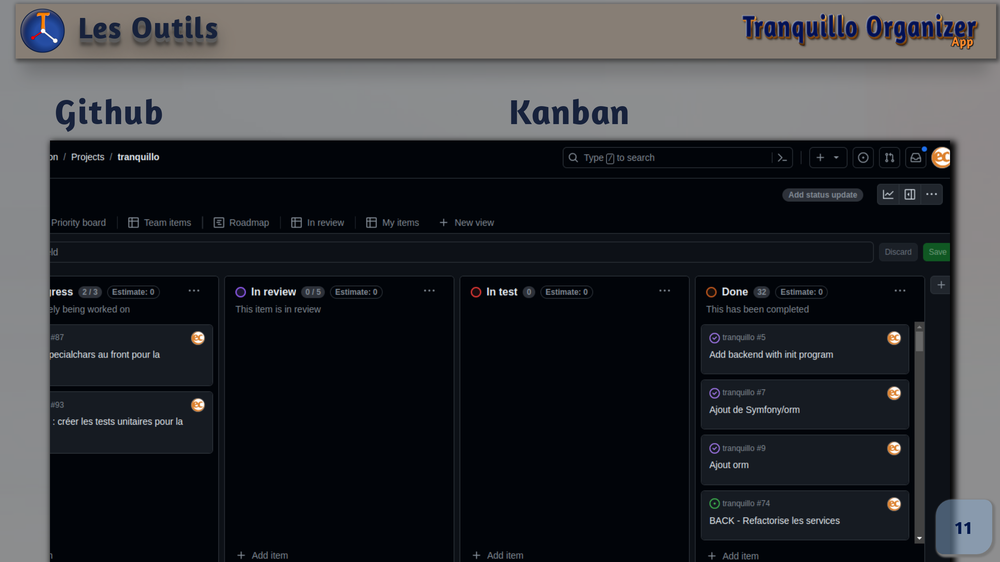 Les Outils
Tranquillo Organizer
App
Github
Kanban
on / Projects / tranquillo
Type / to search
Add status update
Priority board
Team items
Roadmap
In review
My items
New view
eld
Discard
Save
gress 2 / 3 Estimate: 0
ely being worked on
#87
pecialchars au front pour la
#93
: créer les tests unitaires pour la
In review 0 / 5 Estimate: 0
This item is in review
Add item
In test 0 Estimate: 0
Add item
Done 32 Estimate: 0
This has been completed
tranquillo #5
Add backend with init program
tranquillo #7
Ajout de Symfony/orm
tranquillo #9
Ajout orm
tranquillo #74
BACK - Refactorise les services
Add item
ec
11